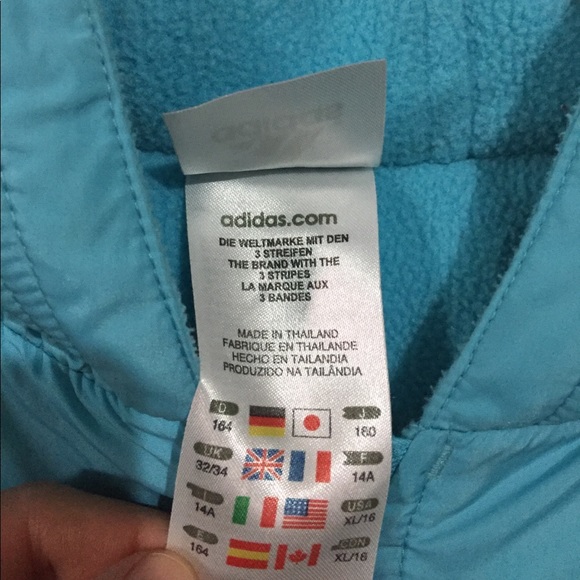 adidas
adidas.com
DIE WELTMARKE MIT DEN
3 STREIFEN
THE BRAND WITH THE
3 STRIPES
LA MARQUE AUX
3 BANDES
MADE IN THAILAND
FABRIQUE EN THAILANDE
HECHO EN TAILANDIA
PRODUZIDO NA TAILÂNDIA
D J
164 160
UK F
32/34 14A
I USA
14A XL/16
E CDN
164 XL/16